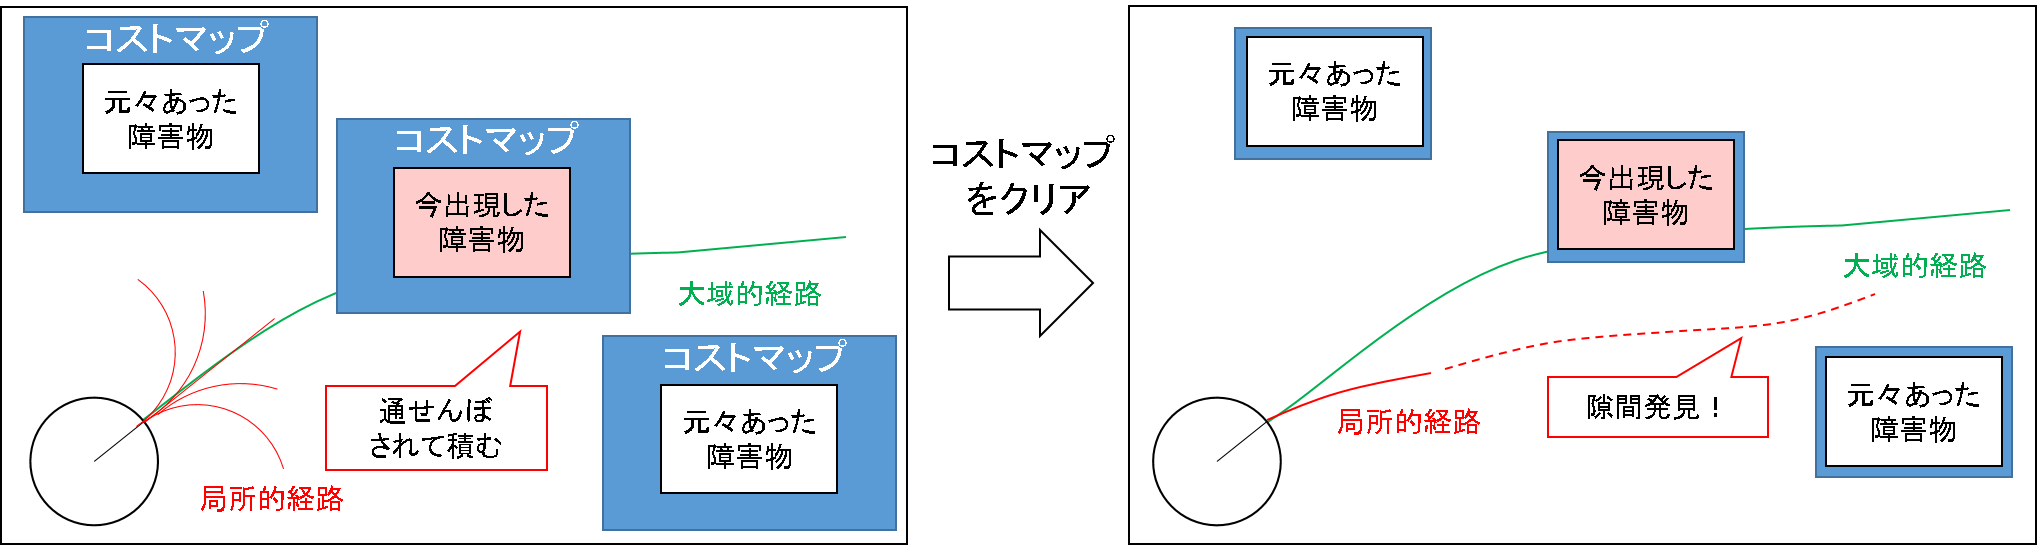 コストマップ
元々あった
障害物
コストマップ
今出現した
障害物
大域的経路
コストマップ
元々あった
障害物
通せんぼ
されて積む
局所的経路
コストマップ
をクリア
元々あった
障害物
今出現した
障害物
大域的経路
隙間発見！
元々あった
障害物
局所的経路